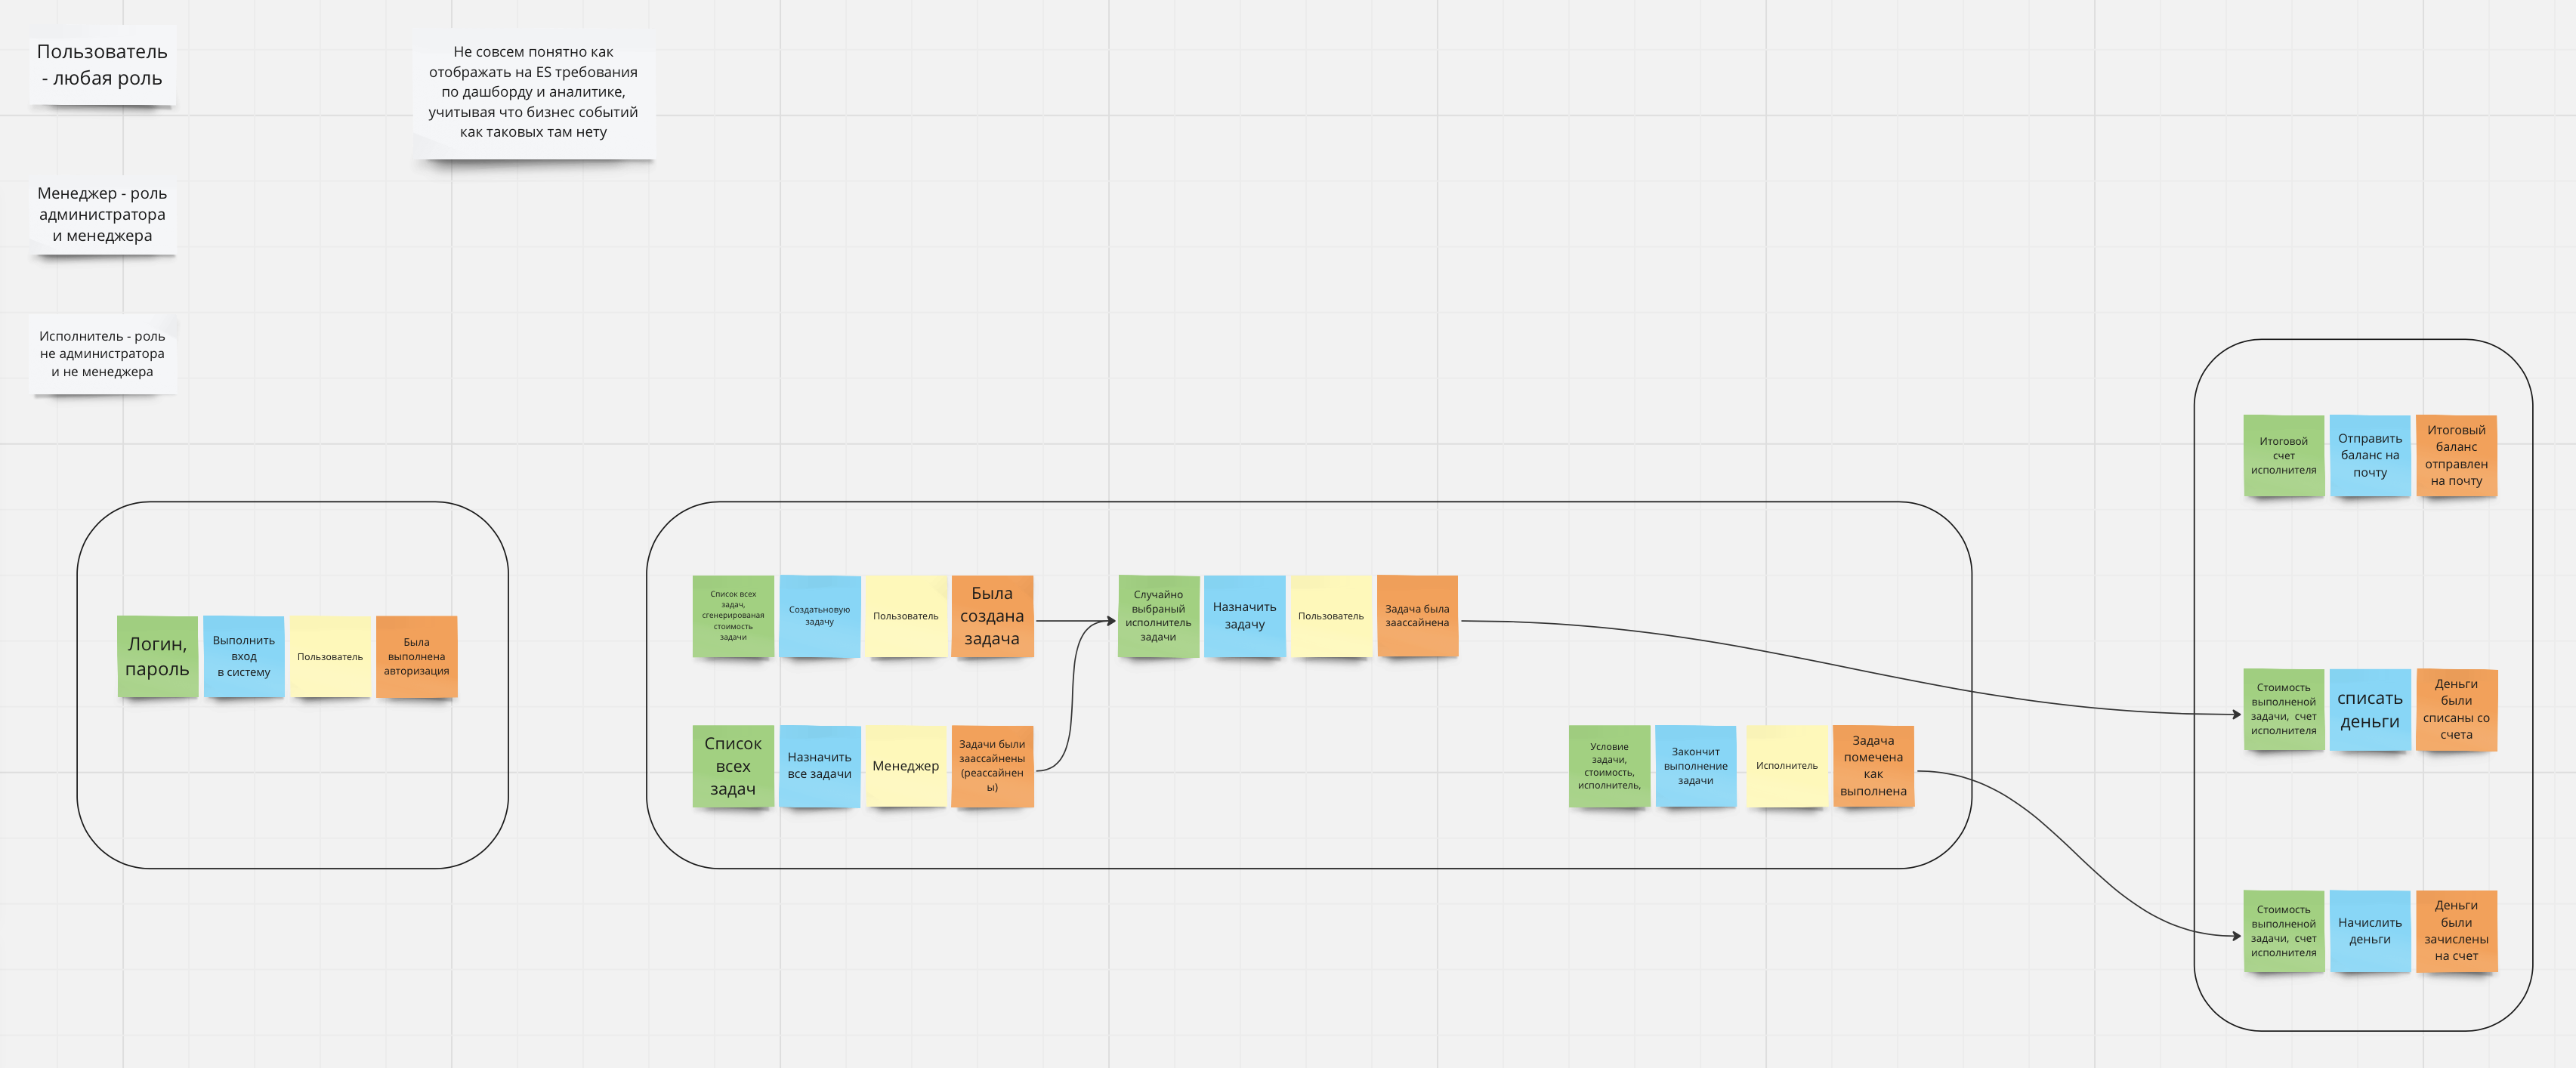 Пользователь
- любая роль
Не совсем понятно как
отображать на ES требования
по дашборду и аналитике,
учитывая что бизнес событий
как таковых там нету
Менеджер - роль
администратора
и менеджера
Исполнитель - роль
не администратора
и не менеджера
Логин,
пароль
Выполнить
вход
в систему
Пользователь
Была
выполнена
авторизация
Список всех
задач,
сгенерированая
стоимость
задачи
Создатьновую
задачу
Пользователь
Была
создана
задача
Случайно
выбраный
исполнитель
задачи
Назначить
задачу
Пользователь
Задача была
заассайнена
Список
всех
задач
Назначить
все задачи
Менеджер
Задачи были
заассайнены
(реассайнен
ы)
Условие
задачи,
стоимость,
исполнитель,
Закончит
выполнение
задачи
Исполнитель
Задача
помечена
как
выполнена
Итоговой
счет
исполнителя
Отправить
баланс на
почту
Итоговый
баланс
отправлен
на почту
Стоимость
выполненой
задачи, счет
исполнителя
списать
деньги
Деньги
были
списаны со
счета
Стоимость
выполненой
задачи, счет
исполнителя
Начислить
деньги
Деньги
были
зачислены
на счет